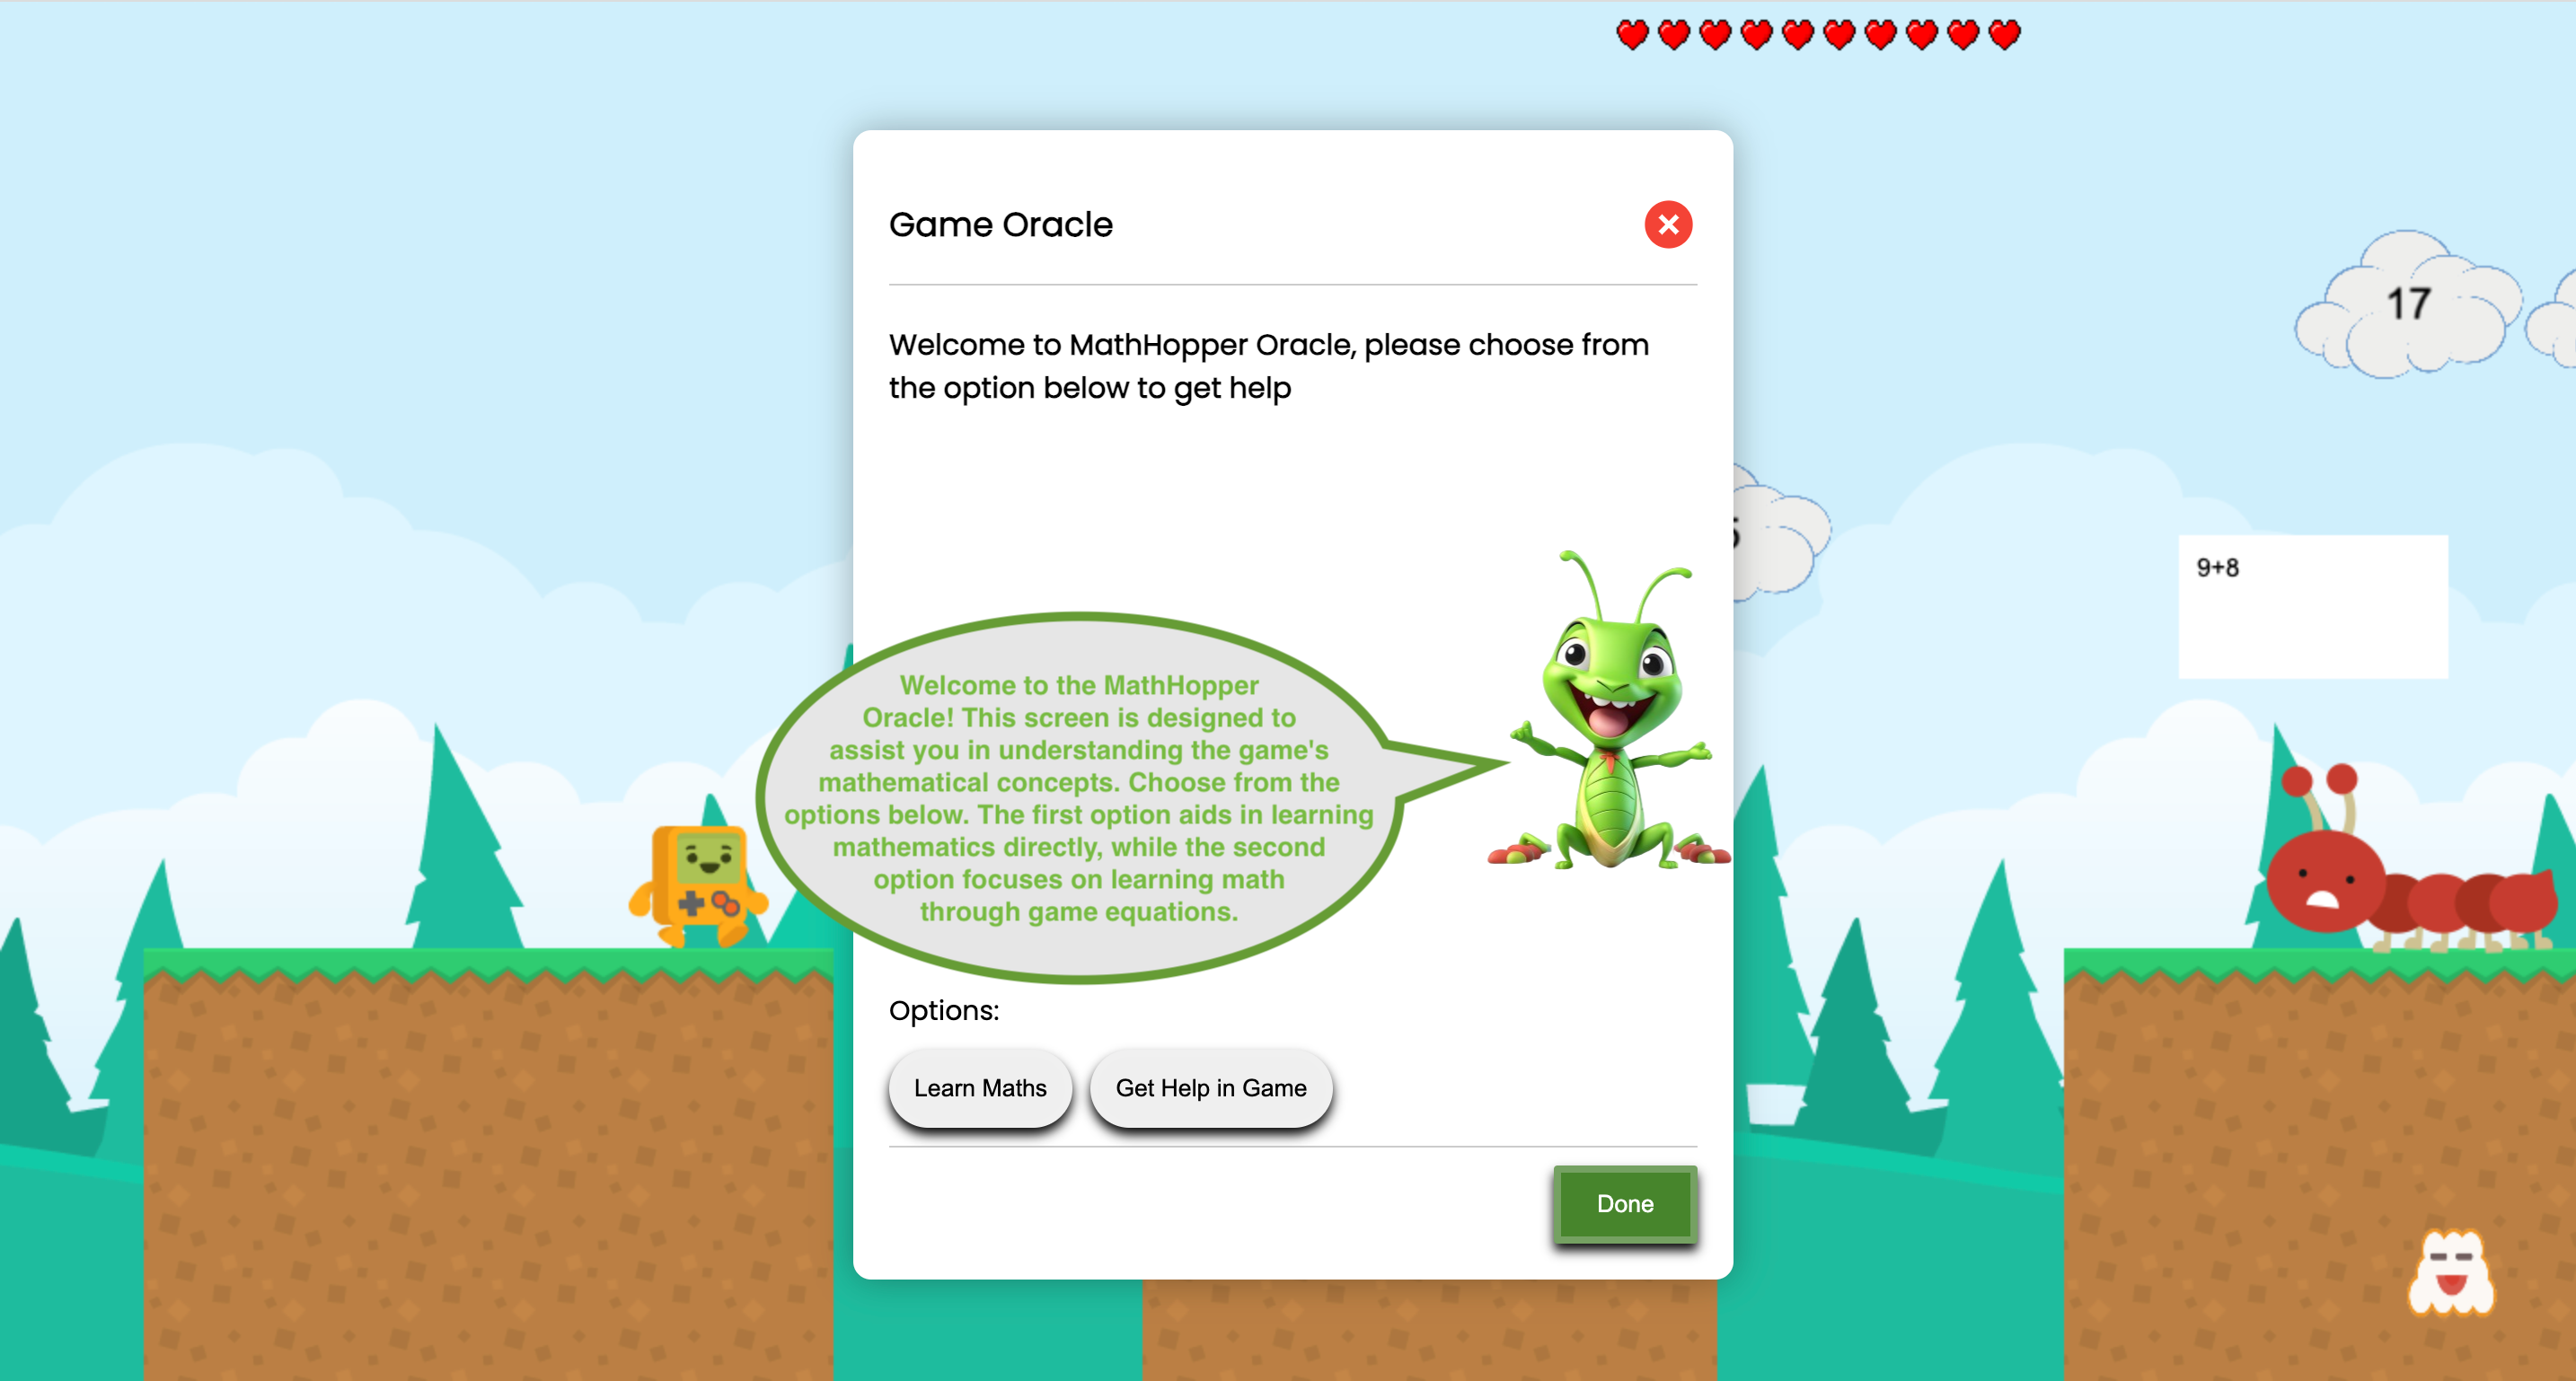 Game Oracle
Welcome to MathHopper Oracle, please choose from
the option below to get help
17
9+8
Welcome to the MathHopper
Oracle! This screen is designed to
assist you in understanding the game's
mathematical concepts. Choose from the
options below. The first option aids in learning
mathematics directly, while the second
option focuses on learning math
through game equations.
Options:
Learn Maths
Get Help in Game
Done